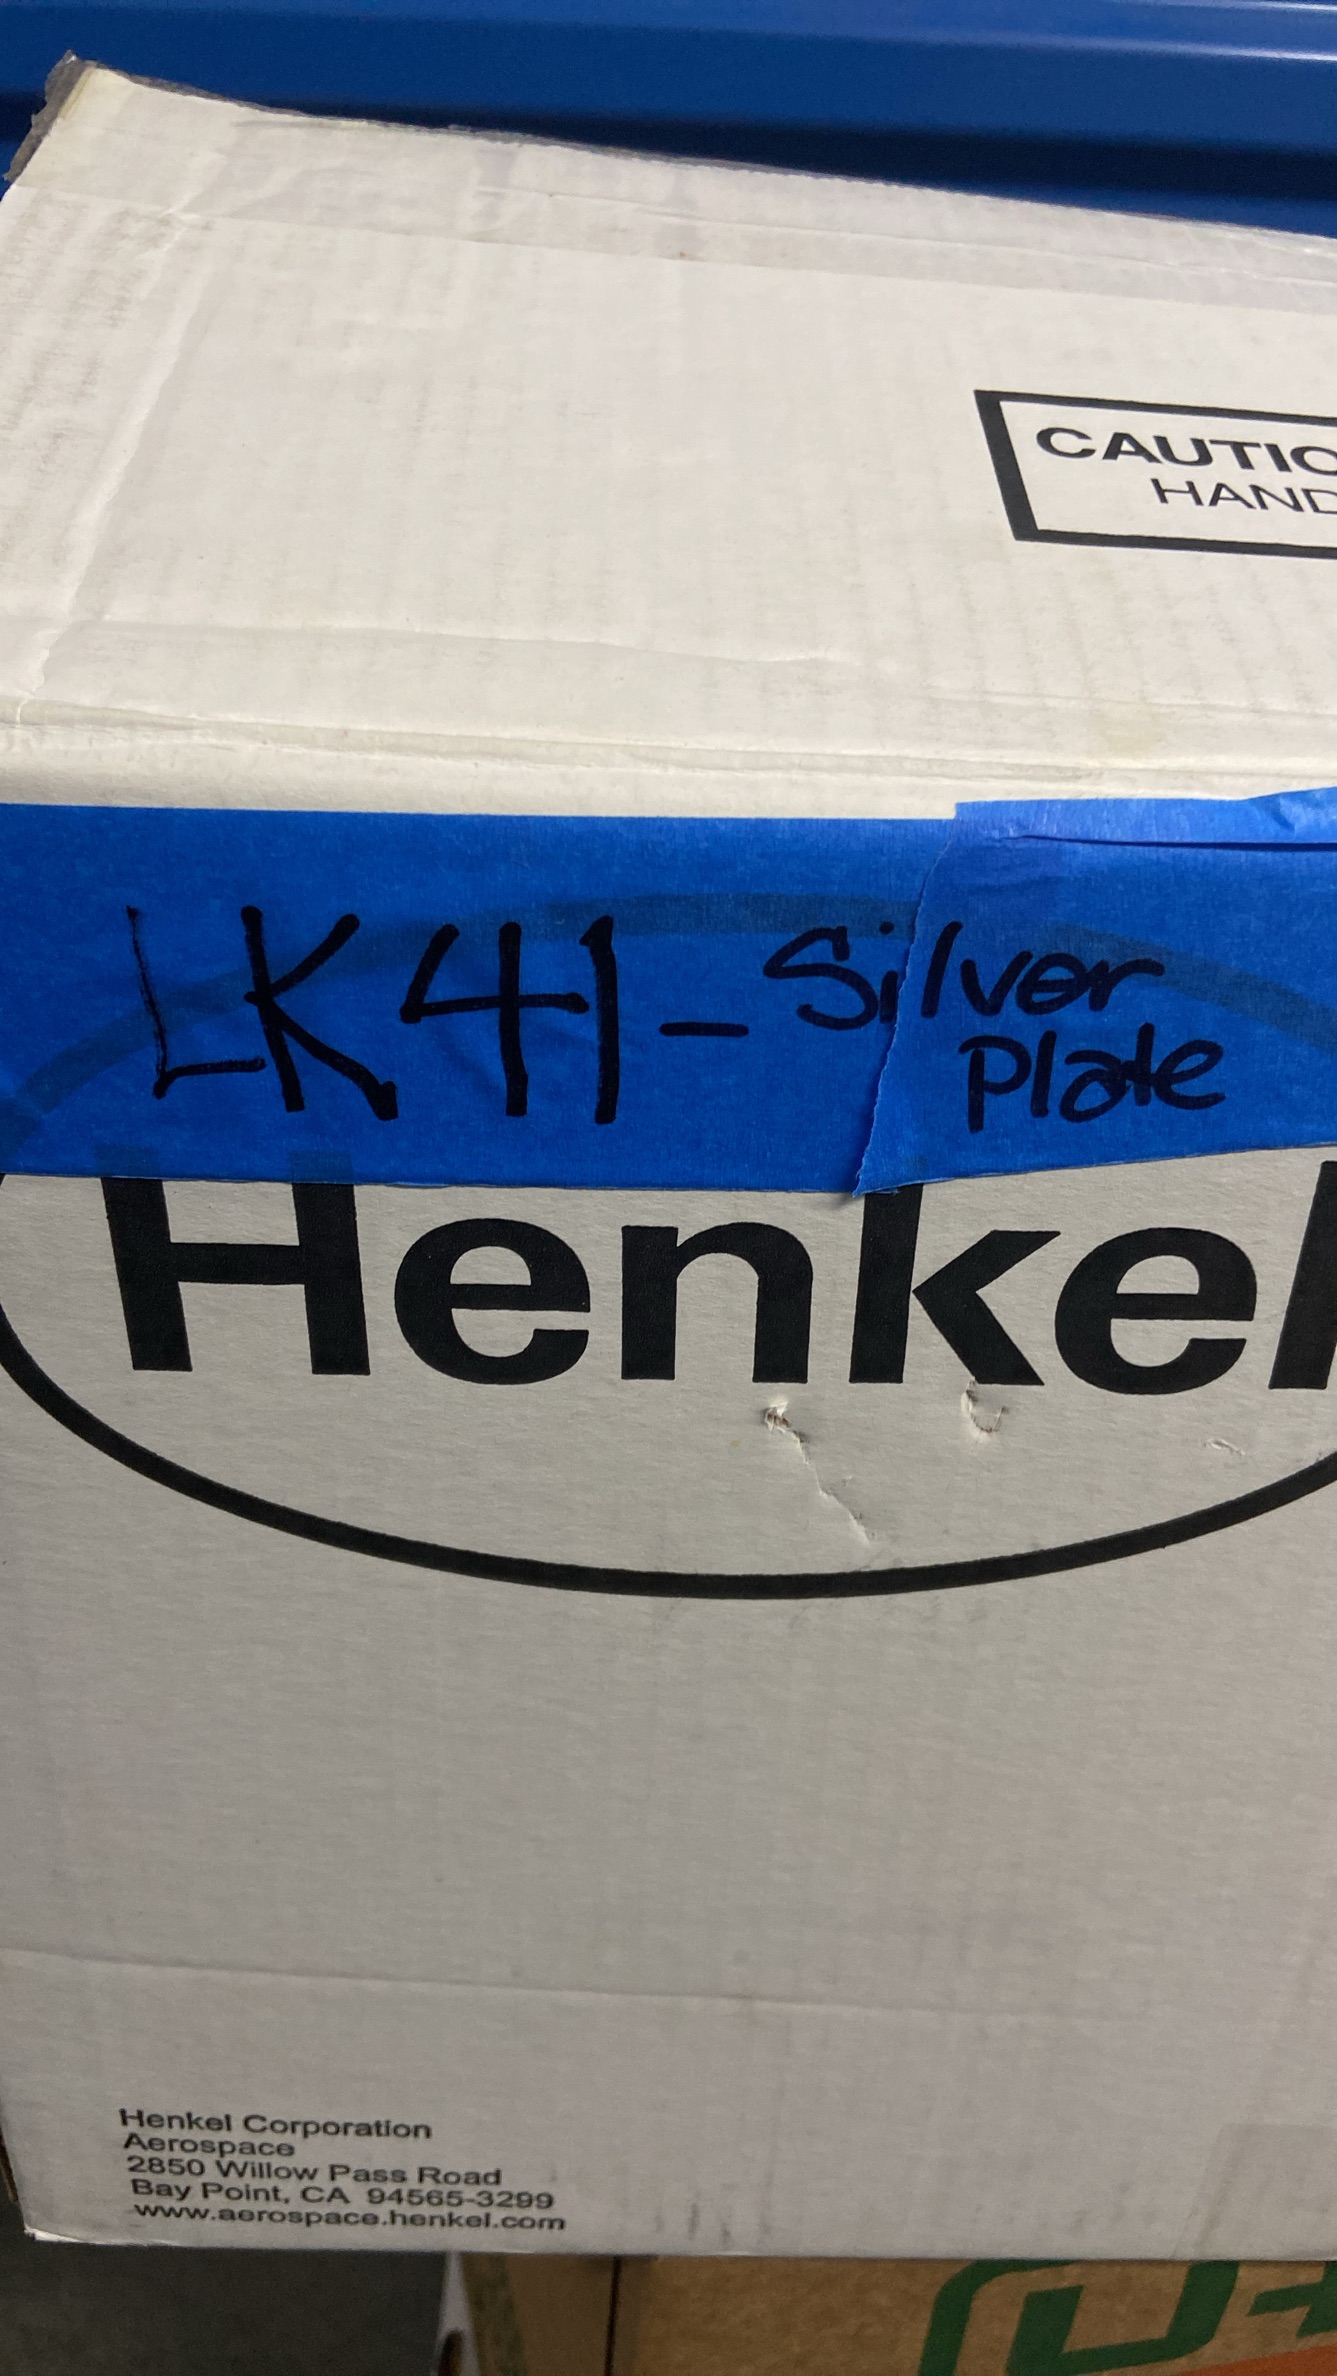 CAUTIO
HAND
LK41 - Silver
Plate
Henkel
Henkel Corporation
Aerospace
2850 Willow Pass Road
Bay Point, CA 94565-3299
www.aerospace.henkel.com